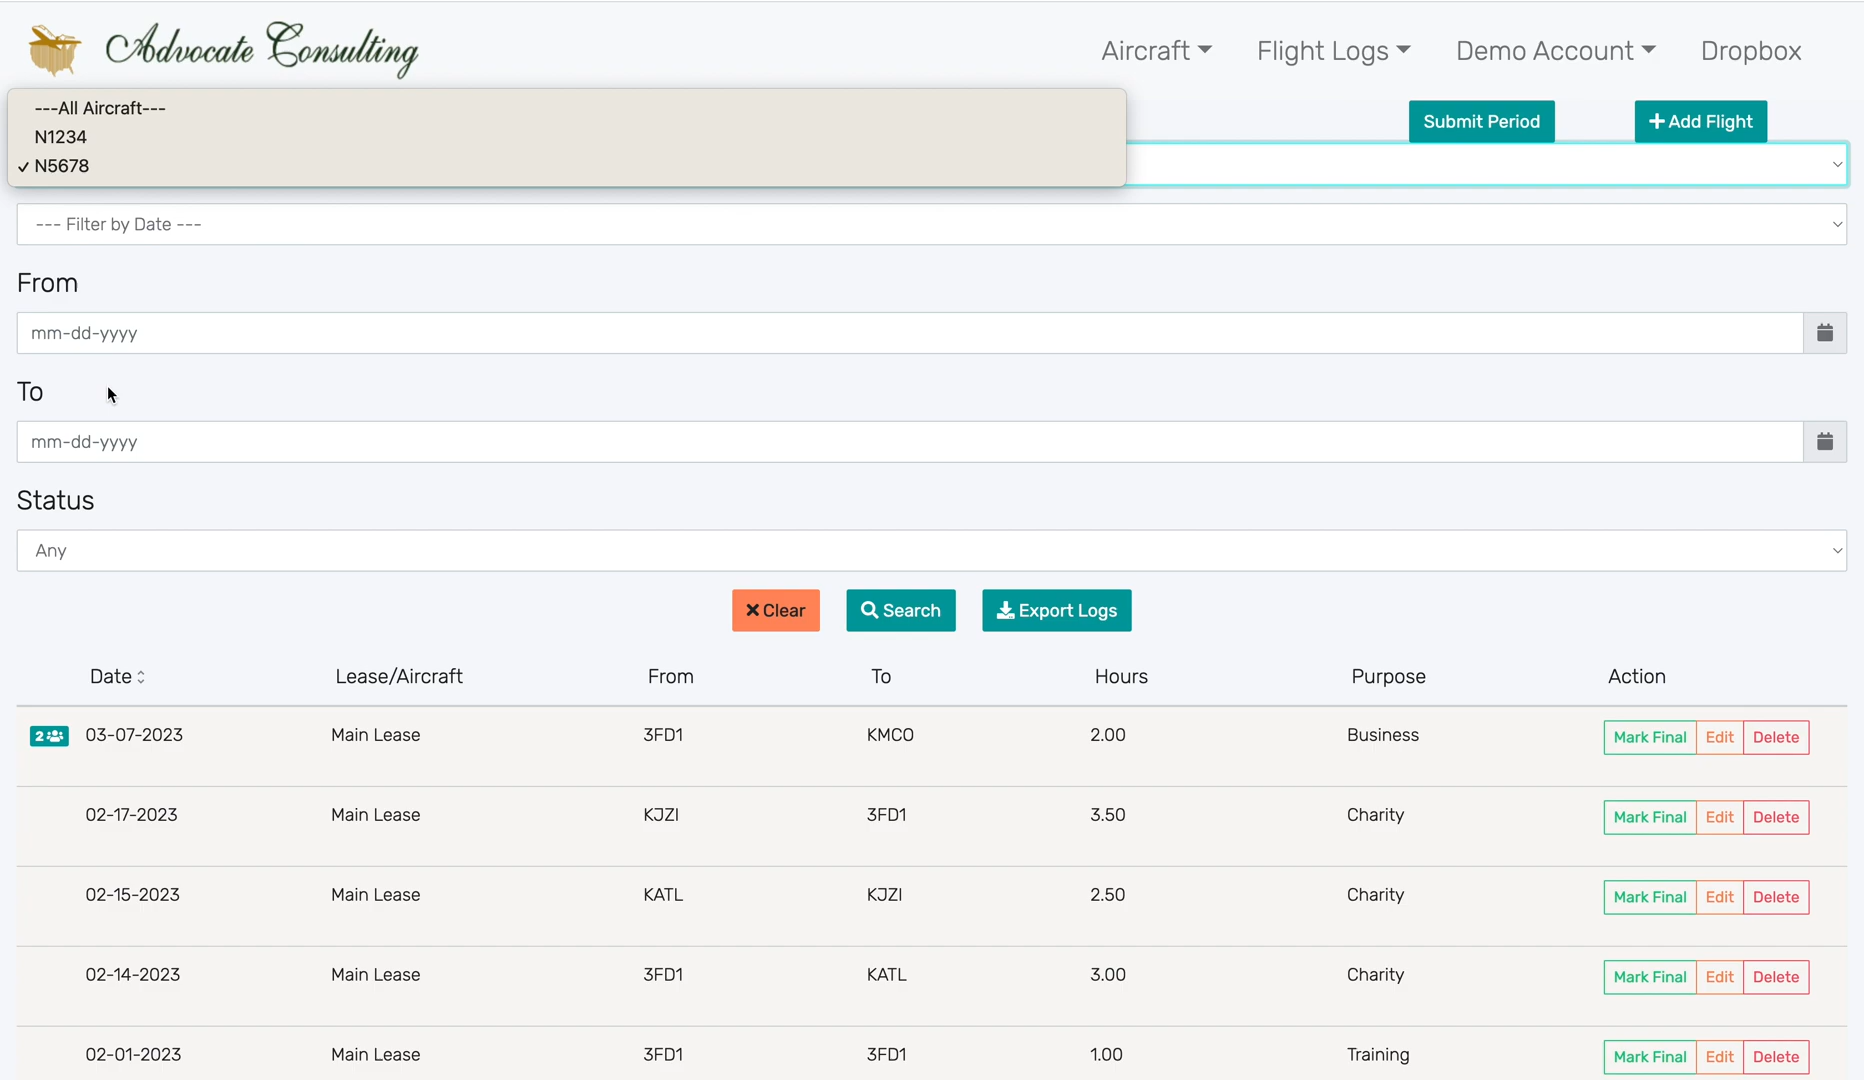 Advocate Consulting
Aircraft
Flight Logs
Demo Account
Dropbox
---All Aircraft---
N1234
✓ N5678
Submit Period
+ Add Flight
--- Filter by Date ---
From
mm-dd-yyyy
To
mm-dd-yyyy
Status
Any
Clear
Search
Export Logs
Date Lease/Aircraft From To Hours Purpose Action
2 03-07-2023 Main Lease 3FD1 KMCO 2.00 Business Mark Final Edit Delete
02-17-2023 Main Lease KJZI 3FD1 3.50 Charity Mark Final Edit Delete
02-15-2023 Main Lease KATL KJZI 2.50 Charity Mark Final Edit Delete
02-14-2023 Main Lease 3FD1 KATL 3.00 Charity Mark Final Edit Delete
02-01-2023 Main Lease 3FD1 3FD1 1.00 Training Mark Final Edit Delete